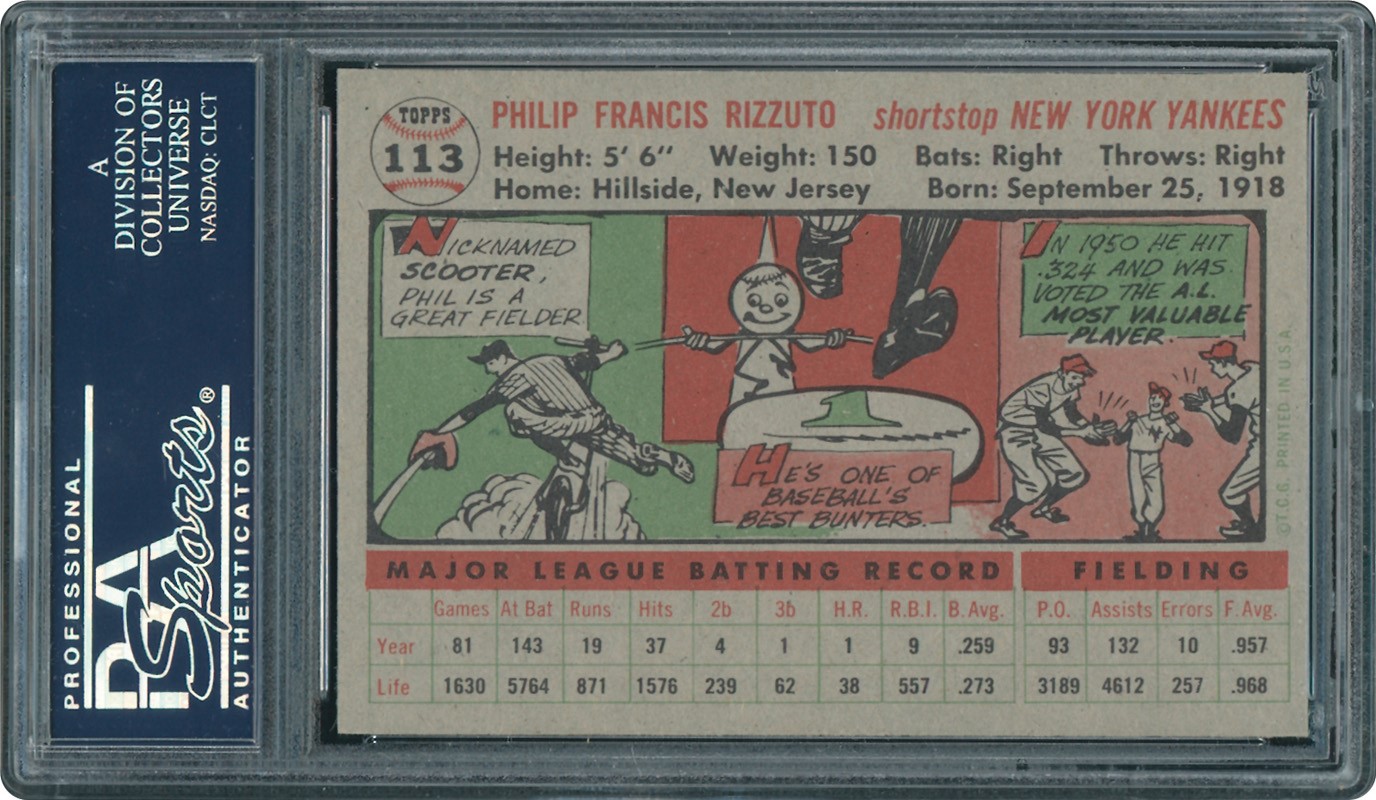 A
DIVISION OF
COLLECTORS
UNIVERSE
NASDAQ: CLCT
PROFESSIONAL
PSA
Sports®
AUTHENTICATOR
TOPPS
113
PHILIP FRANCIS RIZZUTO shortstop NEW YORK YANKEES
Height: 5' 6" Weight: 150 Bats: Right Throws: Right
Home: Hillside, New Jersey Born: September 25, 1918
NICKNAMED
SCOOTER,
PHIL IS A
GREAT FIELDER
1
HE'S ONE OF
BASEBALL'S
BEST BUNTERS.
IN 1950 HE HIT
.324 AND WAS
VOTED THE A.L.
MOST VALUABLE
PLAYER.
©T.C.G. PRINTED IN U.S.A.
MAJOR LEAGUE BATTING RECORD FIELDING
Games At Bat Runs Hits 2b 3b H.R. R.B.I. B. Avg. P.O. Assists Errors F. Avg.
Year 81 143 19 37 4 1 1 9 .259 93 132 10 .957
Life 1630 5764 871 1576 239 62 38 557 .273 3189 4612 257 .968